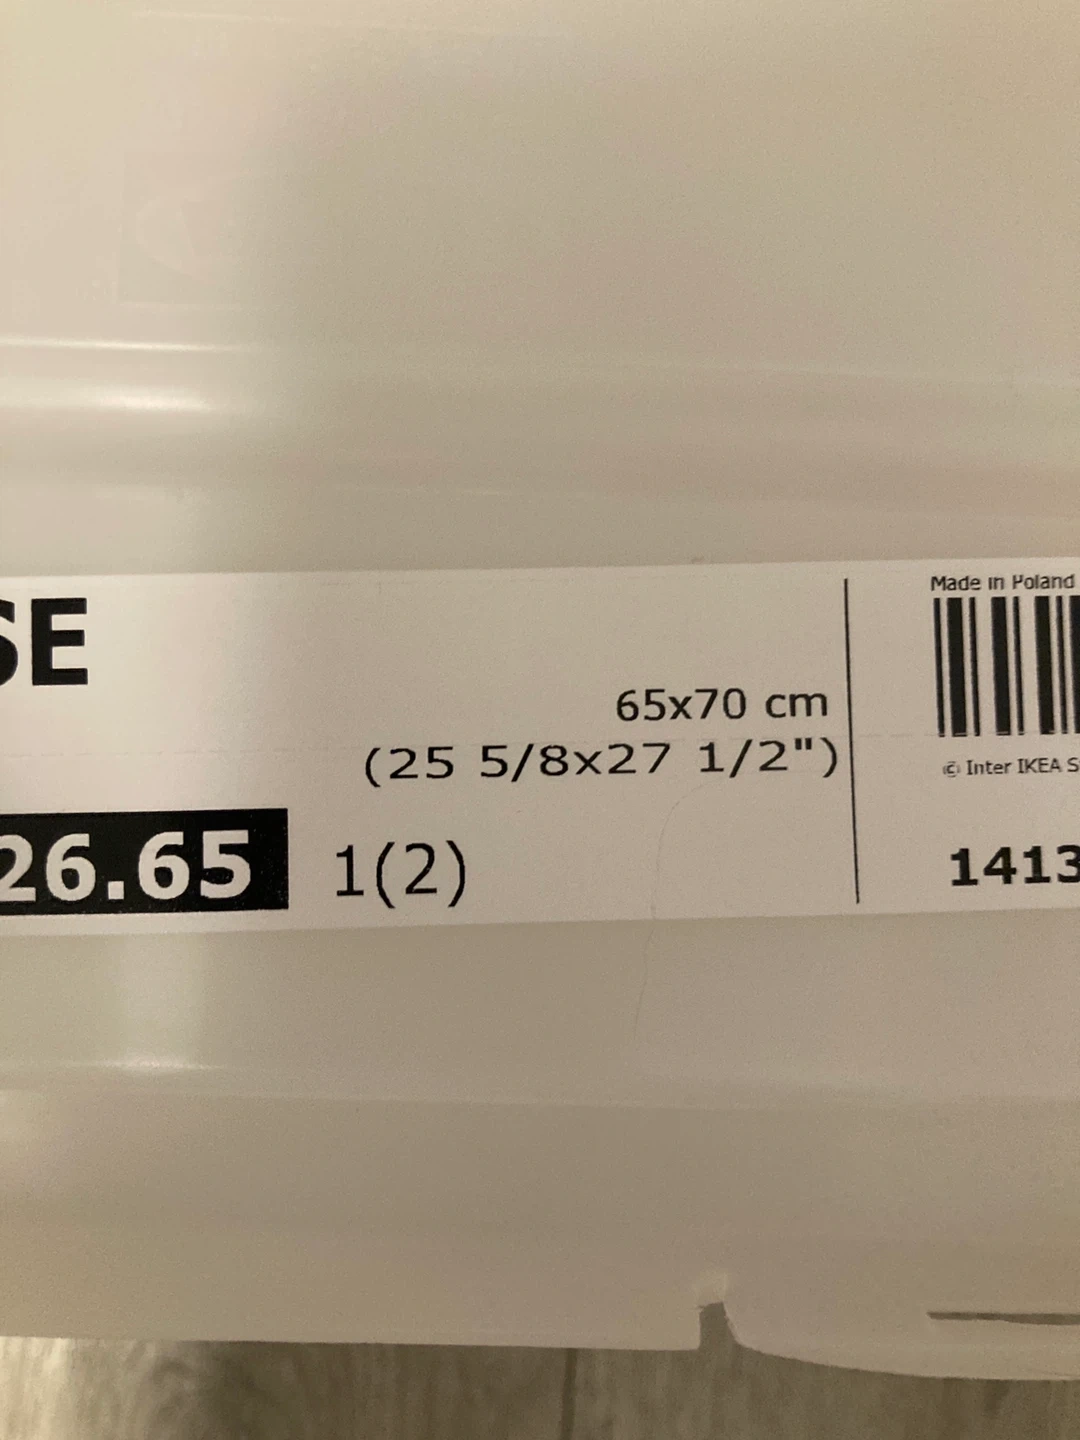 SE
65x70 cm
(25 5/8x27 1/2")
26.65
1(2)
Made in Poland
© Inter IKEA S
1413